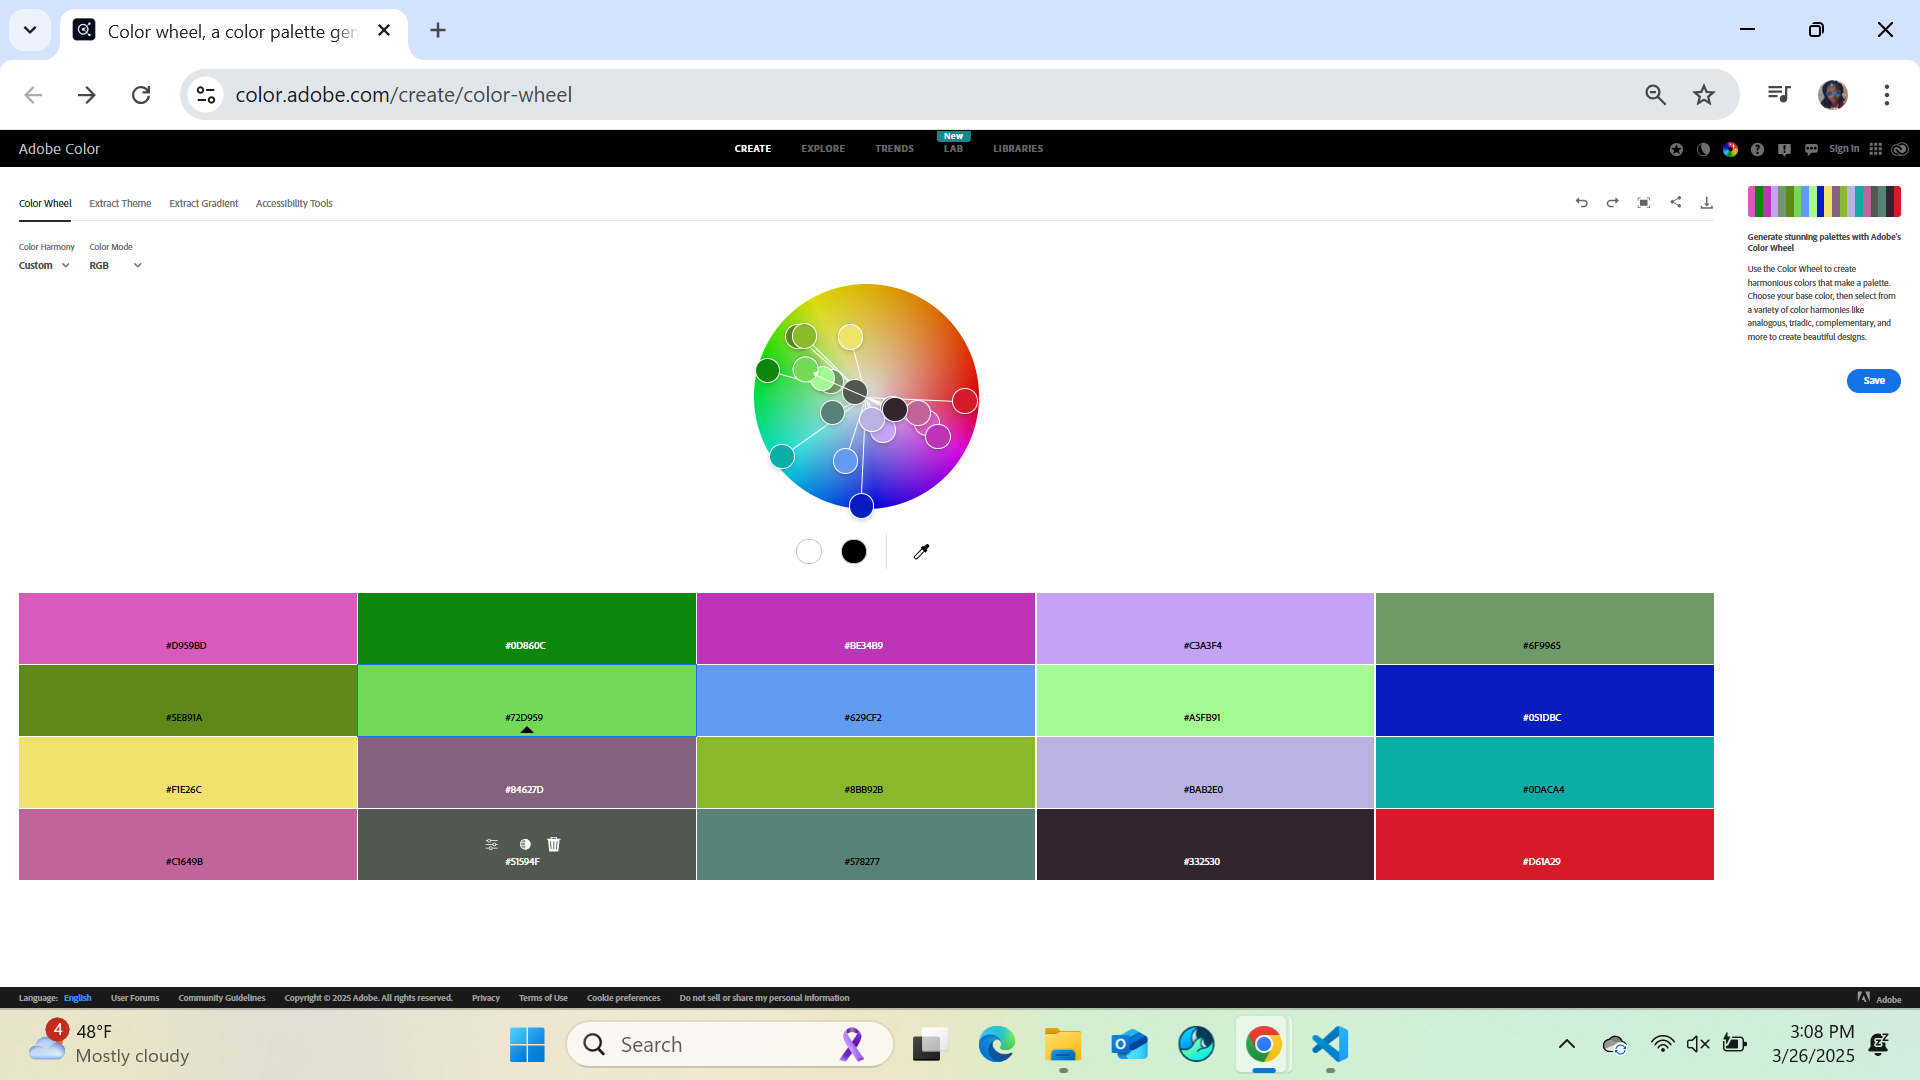 Color wheel, a color palette gen
color.adobe.com/create/color-wheel
Adobe Color
CREATE
EXPLORE
TRENDS
New
LAB
LIBRARIES
Sign In
Color Wheel
Extract Theme
Extract Gradient
Accessibility Tools
Color Harmony
Custom
Color Mode
RGB
Generate stunning palettes with Adobe's
Color Wheel
Use the Color Wheel to create
harmonious colors that make a palette.
Choose your base color, then select from
a variety of color harmonies like
analogous, triadic, complementary, and
more to create beautiful designs.
Save
#D959BD
#0D860C
#BE34B9
#C3A3F4
#6F9965
#5E891A
#72D959
#629CF2
#A5FB91
#051DBC
#F1E26C
#84627D
#8BB92B
#BAB2E0
#0DACA4
#C1649B
#51594F
#578277
#332530
#D61A29
Language: English
User Forums
Community Guidelines
Copyright © 2025 Adobe. All rights reserved.
Privacy
Terms of Use
Cookie preferences
Do not sell or share my personal information
Adobe
4
48°F
Mostly cloudy
Search
3:08 PM
3/26/2025